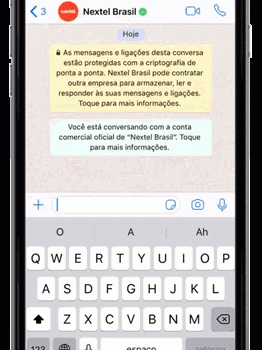 3
nextel
Nextel Brasil
Hoje
As mensagens e ligações desta conversa
estão protegidas com a criptografia de
ponta a ponta. Nextel Brasil pode contratar
outra empresa para armazenar, ler e
responder às suas mensagens e ligações.
Toque para mais informações.
Você está conversando com a conta
comercial oficial de "Nextel Brasil". Toque
para mais informações.
O A Ah
Q W E R T Y U I O P
A S D F G H J K L
Z X C V B N M
123 espaço retorno